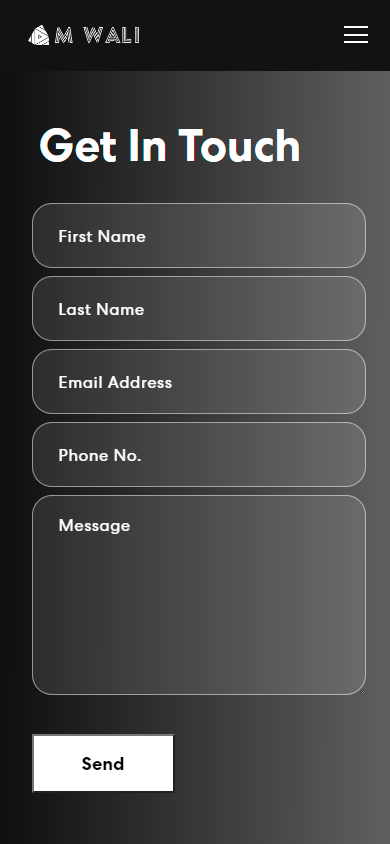 M WALI
Get In Touch
First Name
Last Name
Email Address
Phone No.
Message
Send